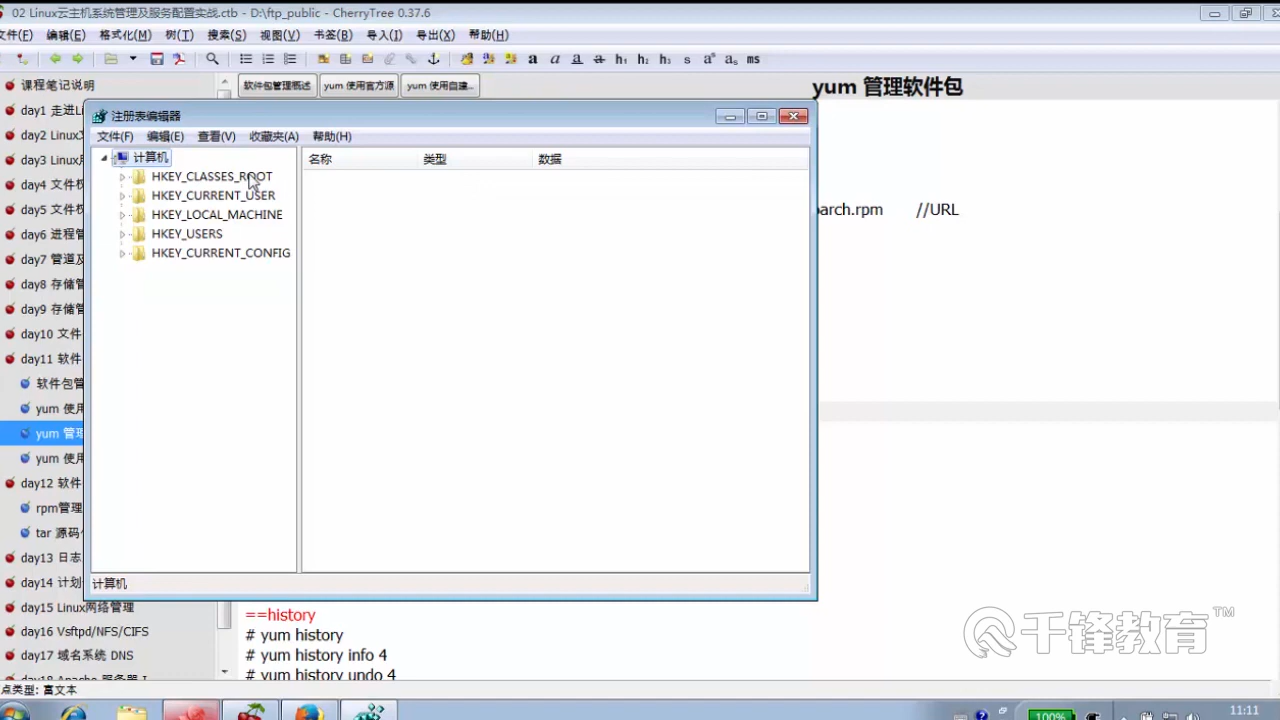 02 Linux云主机系统管理及服务配置实战.ctb - D:\ftp_public - CherryTree 0.37.6
文件(F) 编辑(E) 格式化(M) 树(T) 搜索(S) 视图(V) 书签(B) 导入(I) 导出(X) 帮助(H)
a a a a h₁ h₂ h₃ s aª aₐ ms
课程笔记说明
软件包管理概述 yum 使用官方源 yum 使用自建..
yum 管理软件包
day1 走进Li
day2 Linux
day3 Linux
day4 文件权
day5 文件权
day6 进程管
day7 管道及
day8 存储管
day9 存储管
day10 文件
day11 软件
软件包管
yum 使用
yum 管理
yum 使用
day12 软件
rpm管理
tar 源码
day13 日志
day14 计划
day15 Linux网络管理
day16 Vsftpd/NFS/CIFS
day17 域名系统 DNS
注册表编辑器
文件(F) 编辑(E) 查看(V) 收藏夹(A) 帮助(H)
计算机
HKEY_CLASSES_ROOT
HKEY_CURRENT_USER
HKEY_LOCAL_MACHINE
HKEY_USERS
HKEY_CURRENT_CONFIG
名称 类型 数据
计算机
arch.rpm //URL
==history
# yum history
# yum history info 4
# yum history undo 4
千锋教育™
点类型: 富文本
100%
11:11